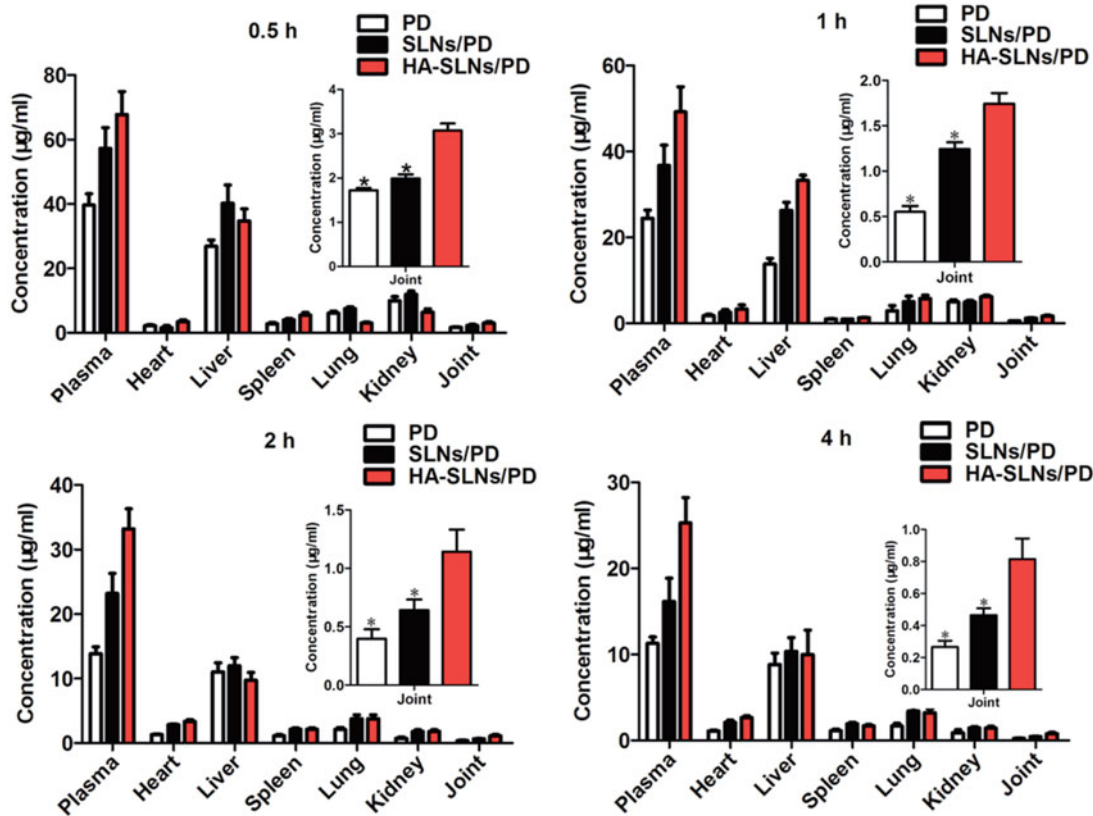 0.5 h
PD
SLNs/PD
HA-SLNs/PD
Concentration (µg/ml)
80
60
40
20
0
Plasma
Heart
Liver
Spleen
Lung
Kidney
Joint
Concentration (µg/ml)
4
3
2
1
0
*
*
Joint
1 h
PD
SLNs/PD
HA-SLNs/PD
Concentration (µg/ml)
60
40
20
0
Plasma
Heart
Liver
Spleen
Lung
Kidney
Joint
Concentration (µg/ml)
2.0
1.5
1.0
0.5
0.0
*
*
Joint
2 h
PD
SLNs/PD
HA-SLNs/PD
Concentration (µg/ml)
40
30
20
10
0
Plasma
Heart
Liver
Spleen
Lung
Kidney
Joint
Concentration (µg/ml)
1.5
1.0
0.5
0.0
*
*
Joint
4 h
PD
SLNs/PD
HA-SLNs/PD
Concentration (µg/ml)
30
20
10
0
Plasma
Heart
Liver
Spleen
Lung
Kidney
Joint
Concentration (µg/ml)
1.0
0.8
0.6
0.4
0.2
0.0
*
*
Joint